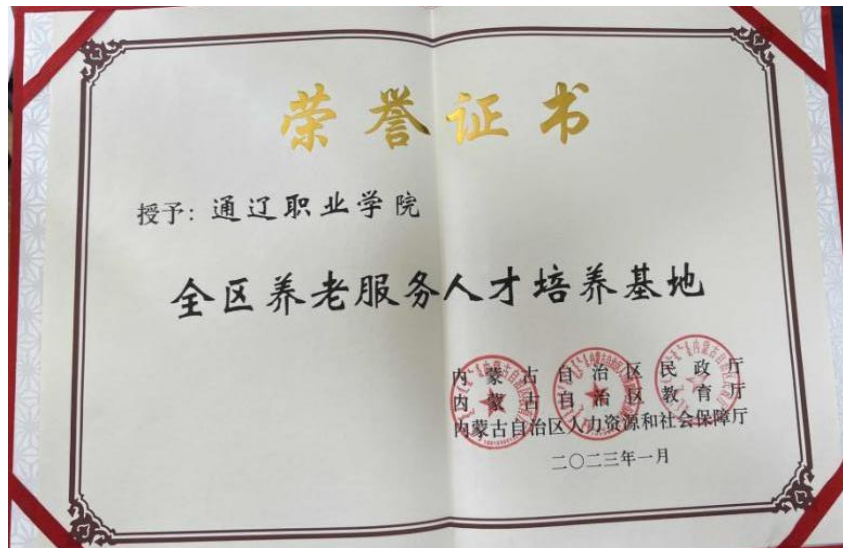 荣誉证书
授予：通辽职业学院
全区养老服务人才培养基地
内蒙古自治区民政厅
内蒙古自治区教育厅
内蒙古自治区人力资源和社会保障厅
二〇二三年一月